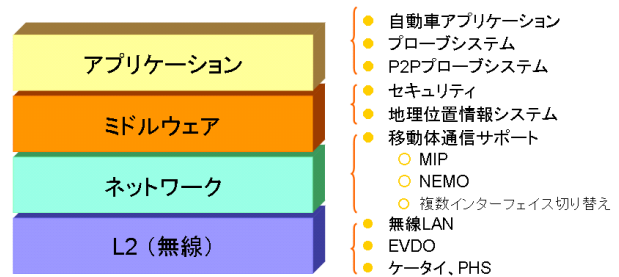 アプリケーション
ミドルウェア
ネットワーク
L2（無線）
自動車アプリケーション
プローブシステム
P2Pプローブシステム
セキュリティ
地理位置情報システム
移動体通信サポート
MIP
NEMO
複数インターフェイス切り替え
無線LAN
EVDO
ケータイ、PHS